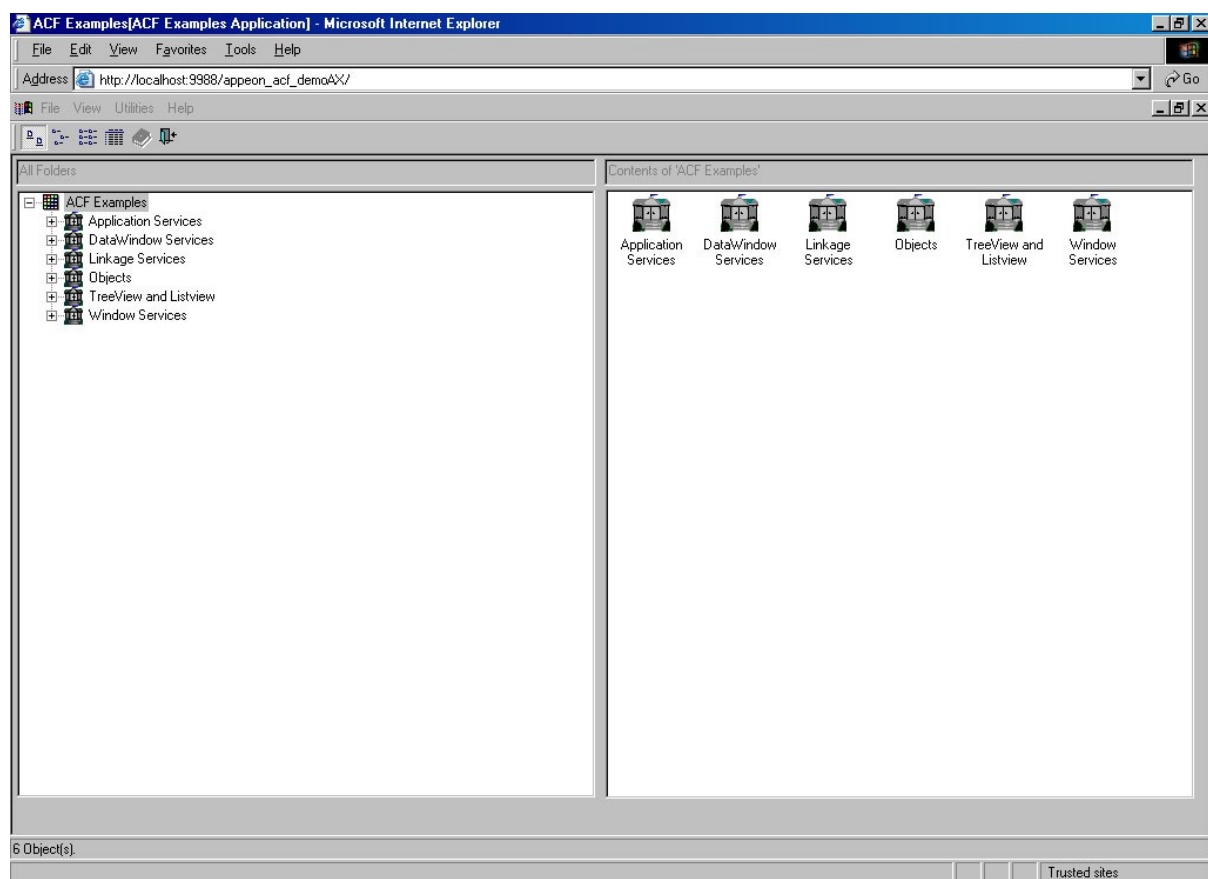 ACF Examples[ACF Examples Application] - Microsoft Internet Explorer
File Edit View Favorites Tools Help
Address http://localhost:9988/appeon_acf_demoAX/ Go
File View Utilities Help
All Folders
Contents of 'ACF Examples'
ACF Examples
Application Services
DataWindow Services
Linkage Services
Objects
TreeView and Listview
Window Services
Application Services
DataWindow Services
Linkage Services
Objects
TreeView and Listview
Window Services
6 Object(s).
Trusted sites